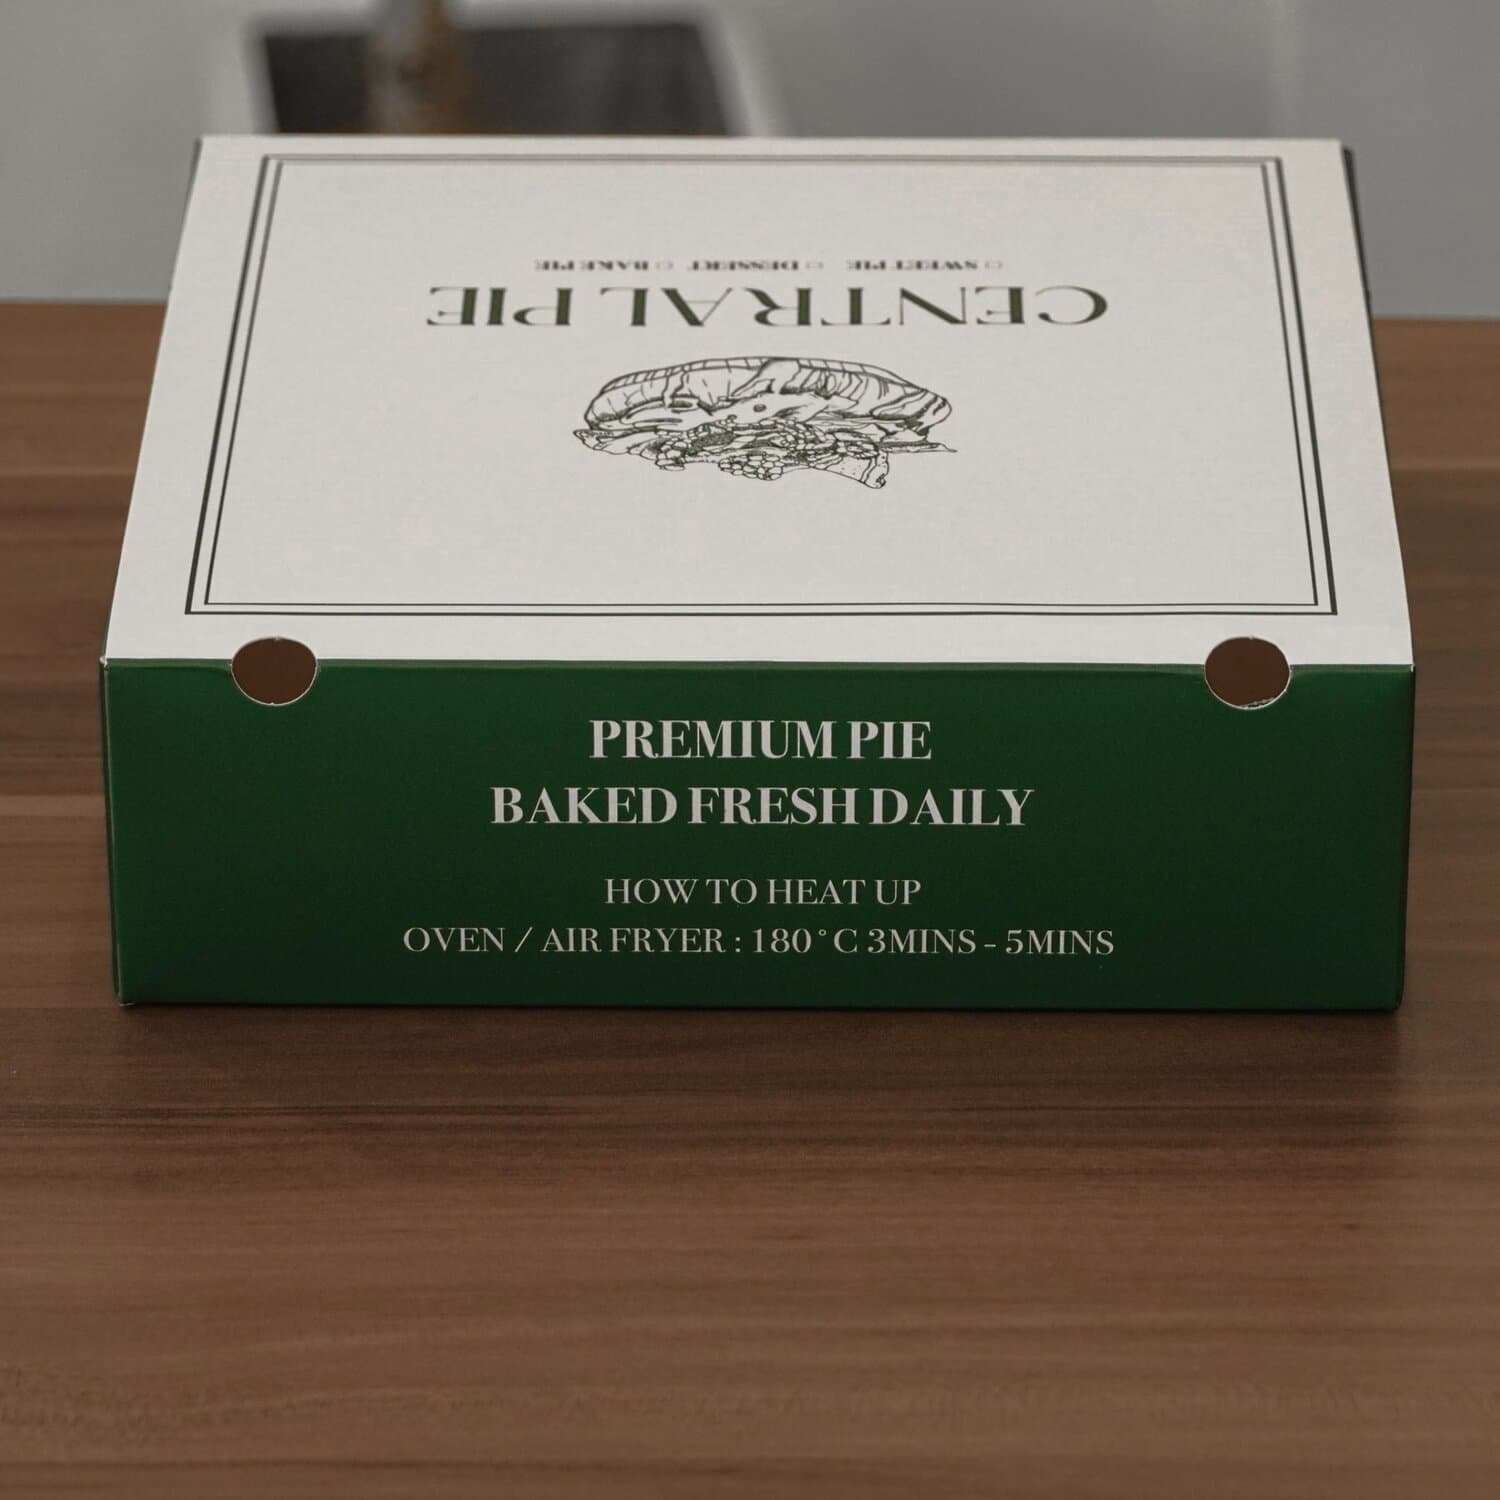 CENTRAL PIE
○ SWEET PIE ○ DESSERT ○ BAKE PIE
PREMIUM PIE
BAKED FRESH DAILY
HOW TO HEAT UP
OVEN / AIR FRYER : 180°C 3MINS - 5MINS